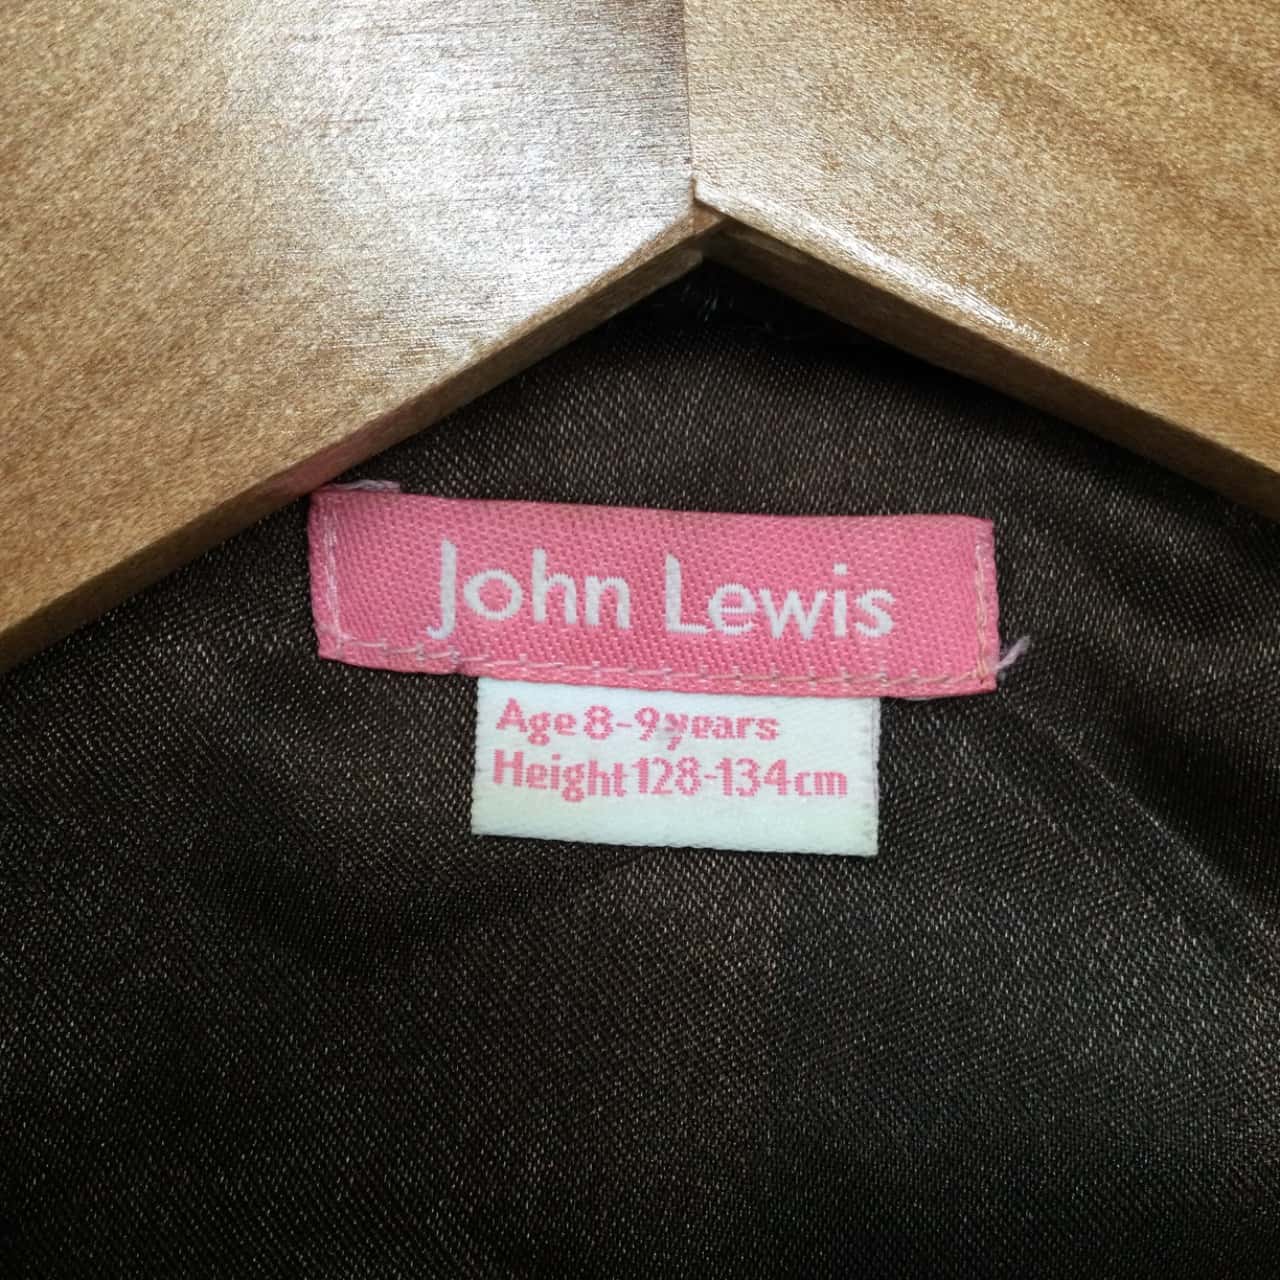 John Lewis
Age 8-9 years
Height 128-134cm